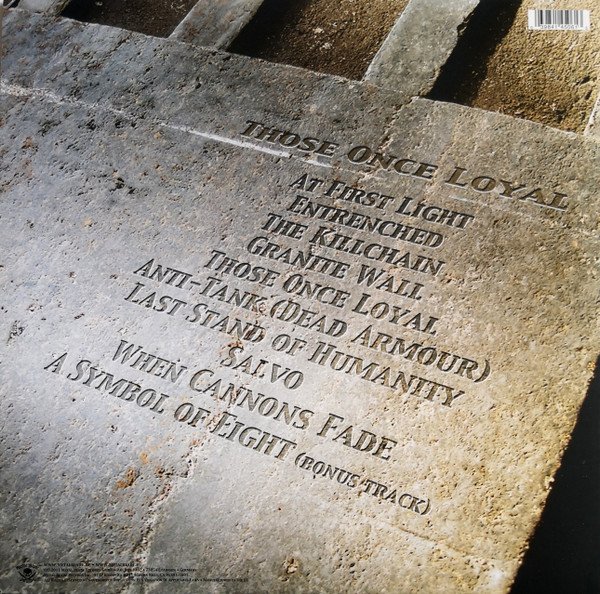 THOSE ONCE LOYAL
AT FIRST LIGHT
ENTRENCHED
THE KILLCHAIN
GRANITE WALL
THOSE ONCE LOYAL
ANTI-TANK (DEAD ARMOUR)
LAST STAND OF HUMANITY
SALVO
WHEN CANNONS FADE
A SYMBOL OF EIGHT (BONUS TRACK)